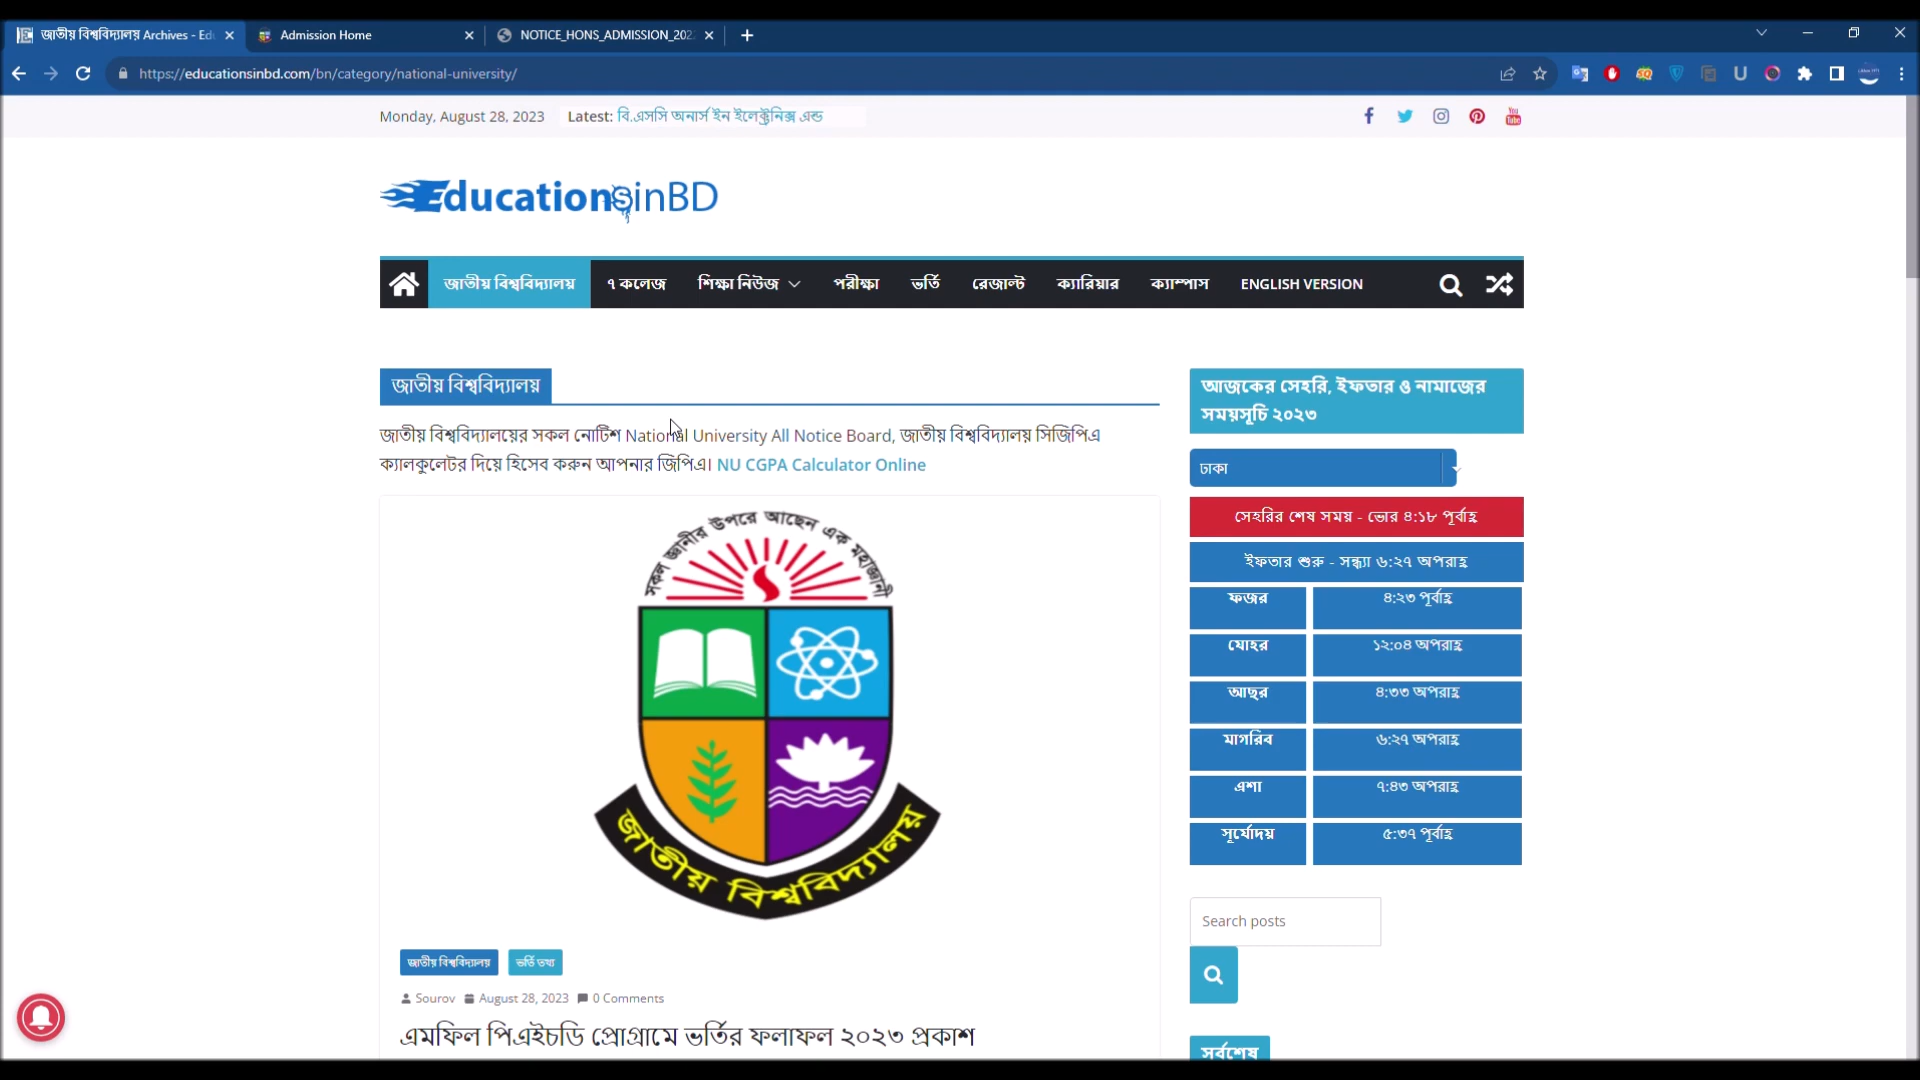 জাতীয় বিশ্ববিদ্যালয় Archives - Edu
Admission Home
NOTICE_HONS_ADMISSION_202
https://educationsinbd.com/bn/category/national-university/
Monday, August 28, 2023
Latest: বি.এসসি অনার্স ইন ইলেক্ট্রনিক্স এন্ড
EducationsinBD
জাতীয় বিশ্ববিদ্যালয় ৭ কলেজ শিক্ষা নিউজ পরীক্ষা ভর্তি রেজাল্ট ক্যারিয়ার ক্যাম্পাস ENGLISH VERSION
জাতীয় বিশ্ববিদ্যালয়
জাতীয় বিশ্ববিদ্যালয়ের সকল নোটিশ National University All Notice Board, জাতীয় বিশ্ববিদ্যালয় সিজিপিএ
ক্যালকুলেটর দিয়ে হিসেব করুন আপনার জিপিএ। NU CGPA Calculator Online
সকল জ্ঞানীর উপরে আছেন এক মহাজ্ঞানী
জাতীয় বিশ্ববিদ্যালয়
জাতীয় বিশ্ববিদ্যালয় ভর্তি তথ্য
Sourov August 28, 2023 0 Comments
এমফিল পিএইচডি প্রোগ্রামে ভর্তির ফলাফল ২০২৩ প্রকাশ
আজকের সেহরি, ইফতার ও নামাজের
সময়সূচি ২০২৩
ঢাকা
সেহরির শেষ সময় - ভোর ৪:১৮ পূর্বাহ্ণ
ইফতার শুরু - সন্ধ্যা ৬:২৭ অপরাহ্ণ
ফজর ৪:২৩ পূর্বাহ্ণ
যোহর ১২:০৪ অপরাহ্ণ
আছর ৪:৩৩ অপরাহ্ণ
মাগরিব ৬:২৭ অপরাহ্ণ
এশা ৭:৪৩ অপরাহ্ণ
সূর্যোদয় ৫:৩৭ পূর্বাহ্ণ
Search posts
সর্বশেষ